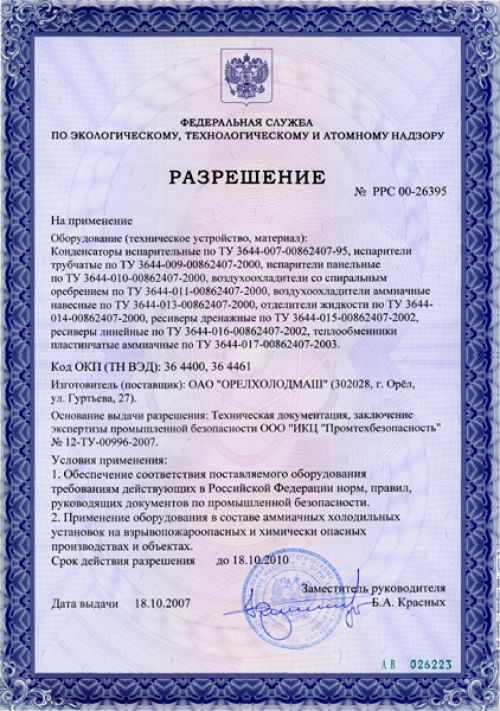 ФЕДЕРАЛЬНАЯ СЛУЖБА
ПО ЭКОЛОГИЧЕСКОМУ, ТЕХНОЛОГИЧЕСКОМУ И АТОМНОМУ НАДЗОРУ
РАЗРЕШЕНИЕ
№ РРС 00-26395
На применение
Оборудование (техническое устройство, материал):
Конденсаторы испарительные по ТУ 3644-007-00862407-95, испарители
трубчатые по ТУ 3644-009-00862407-2000, испарители панельные
по ТУ 3644-010-00862407-2000, воздухоохладители со спиральным
оребрением по ТУ 3644-011-00862407-2000, воздухоохладители аммиачные
навесные по ТУ 3644-013-00862407-2000, отделители жидкости по ТУ 3644-
014-00862407-2000, ресиверы дренажные по ТУ 3644-015-00862407-2002,
ресиверы линейные по ТУ 3644-016-00862407-2002, теплообменники
пластинчатые аммиачные по ТУ 3644-017-00862407-2003.
Код ОКП (ТН ВЭД): 36 4400, 36 4461
Изготовитель (поставщик): ОАО "ОРЕЛХОЛОДМАШ" (302028, г. Орёл,
ул. Гуртьева, 27).
Основание выдачи разрешения: Техническая документация, заключение
экспертизы промышленной безопасности ООО "ИКЦ "Промтехбезопасность"
№ 12-ТУ-00996-2007.
Условия применения:
1. Обеспечение соответствия поставляемого оборудования
требованиям действующих в Российской Федерации норм, правил,
руководящих документов по промышленной безопасности.
2. Применение оборудования в составе аммиачных холодильных
установок на взрывопожароопасных и химически опасных
производствах и объектах.
Срок действия разрешения до 18.10.2010
Заместитель руководителя
Дата выдачи 18.10.2007 Б.А. Красных
АВ 026223